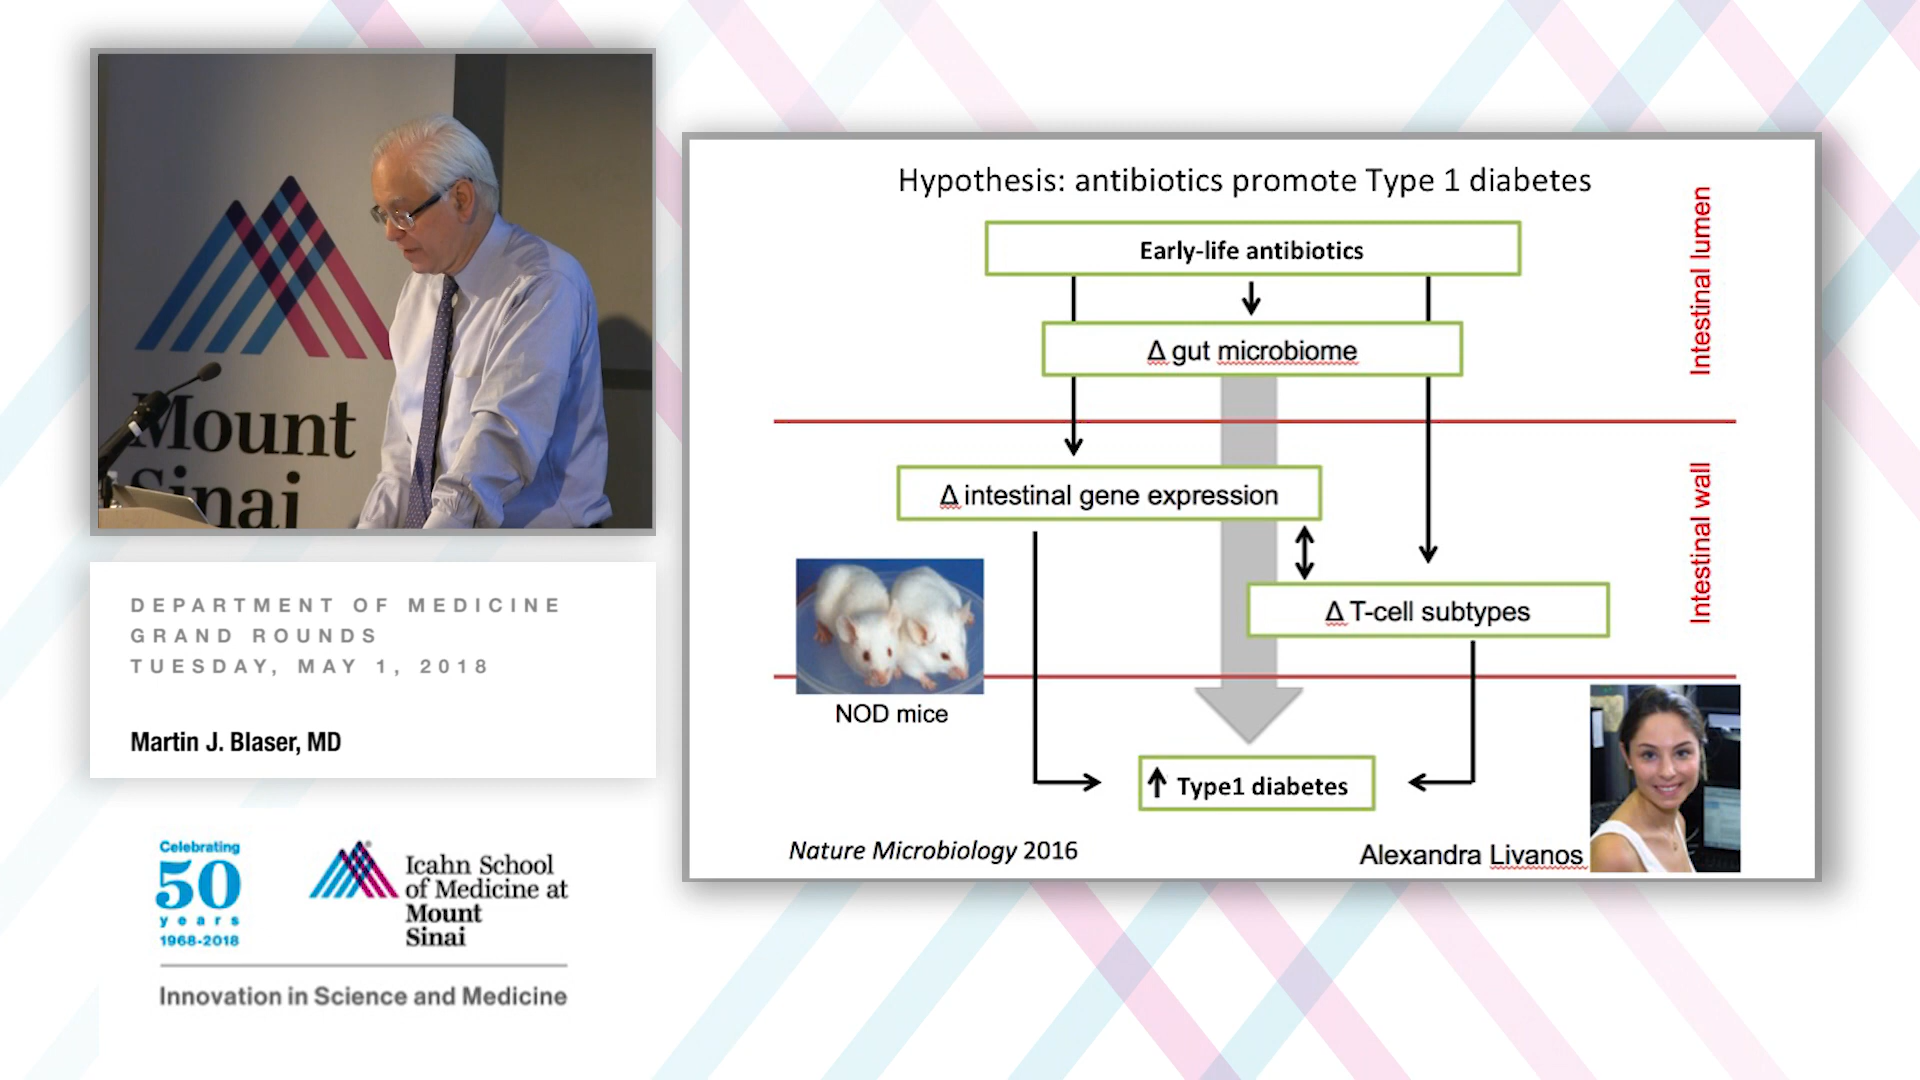 Mount
Sinai
DEPARTMENT OF MEDICINE
GRAND ROUNDS
TUESDAY, MAY 1, 2018
Martin J. Blaser, MD
Celebrating
50
years
1968-2018
Icahn School
of Medicine at
Mount
Sinai
Innovation in Science and Medicine
Hypothesis: antibiotics promote Type 1 diabetes
Early-life antibiotics
Δ gut microbiome
Intestinal lumen
Δ intestinal gene expression
Δ T-cell subtypes
Intestinal wall
NOD mice
↑ Type1 diabetes
Nature Microbiology 2016
Alexandra Livanos